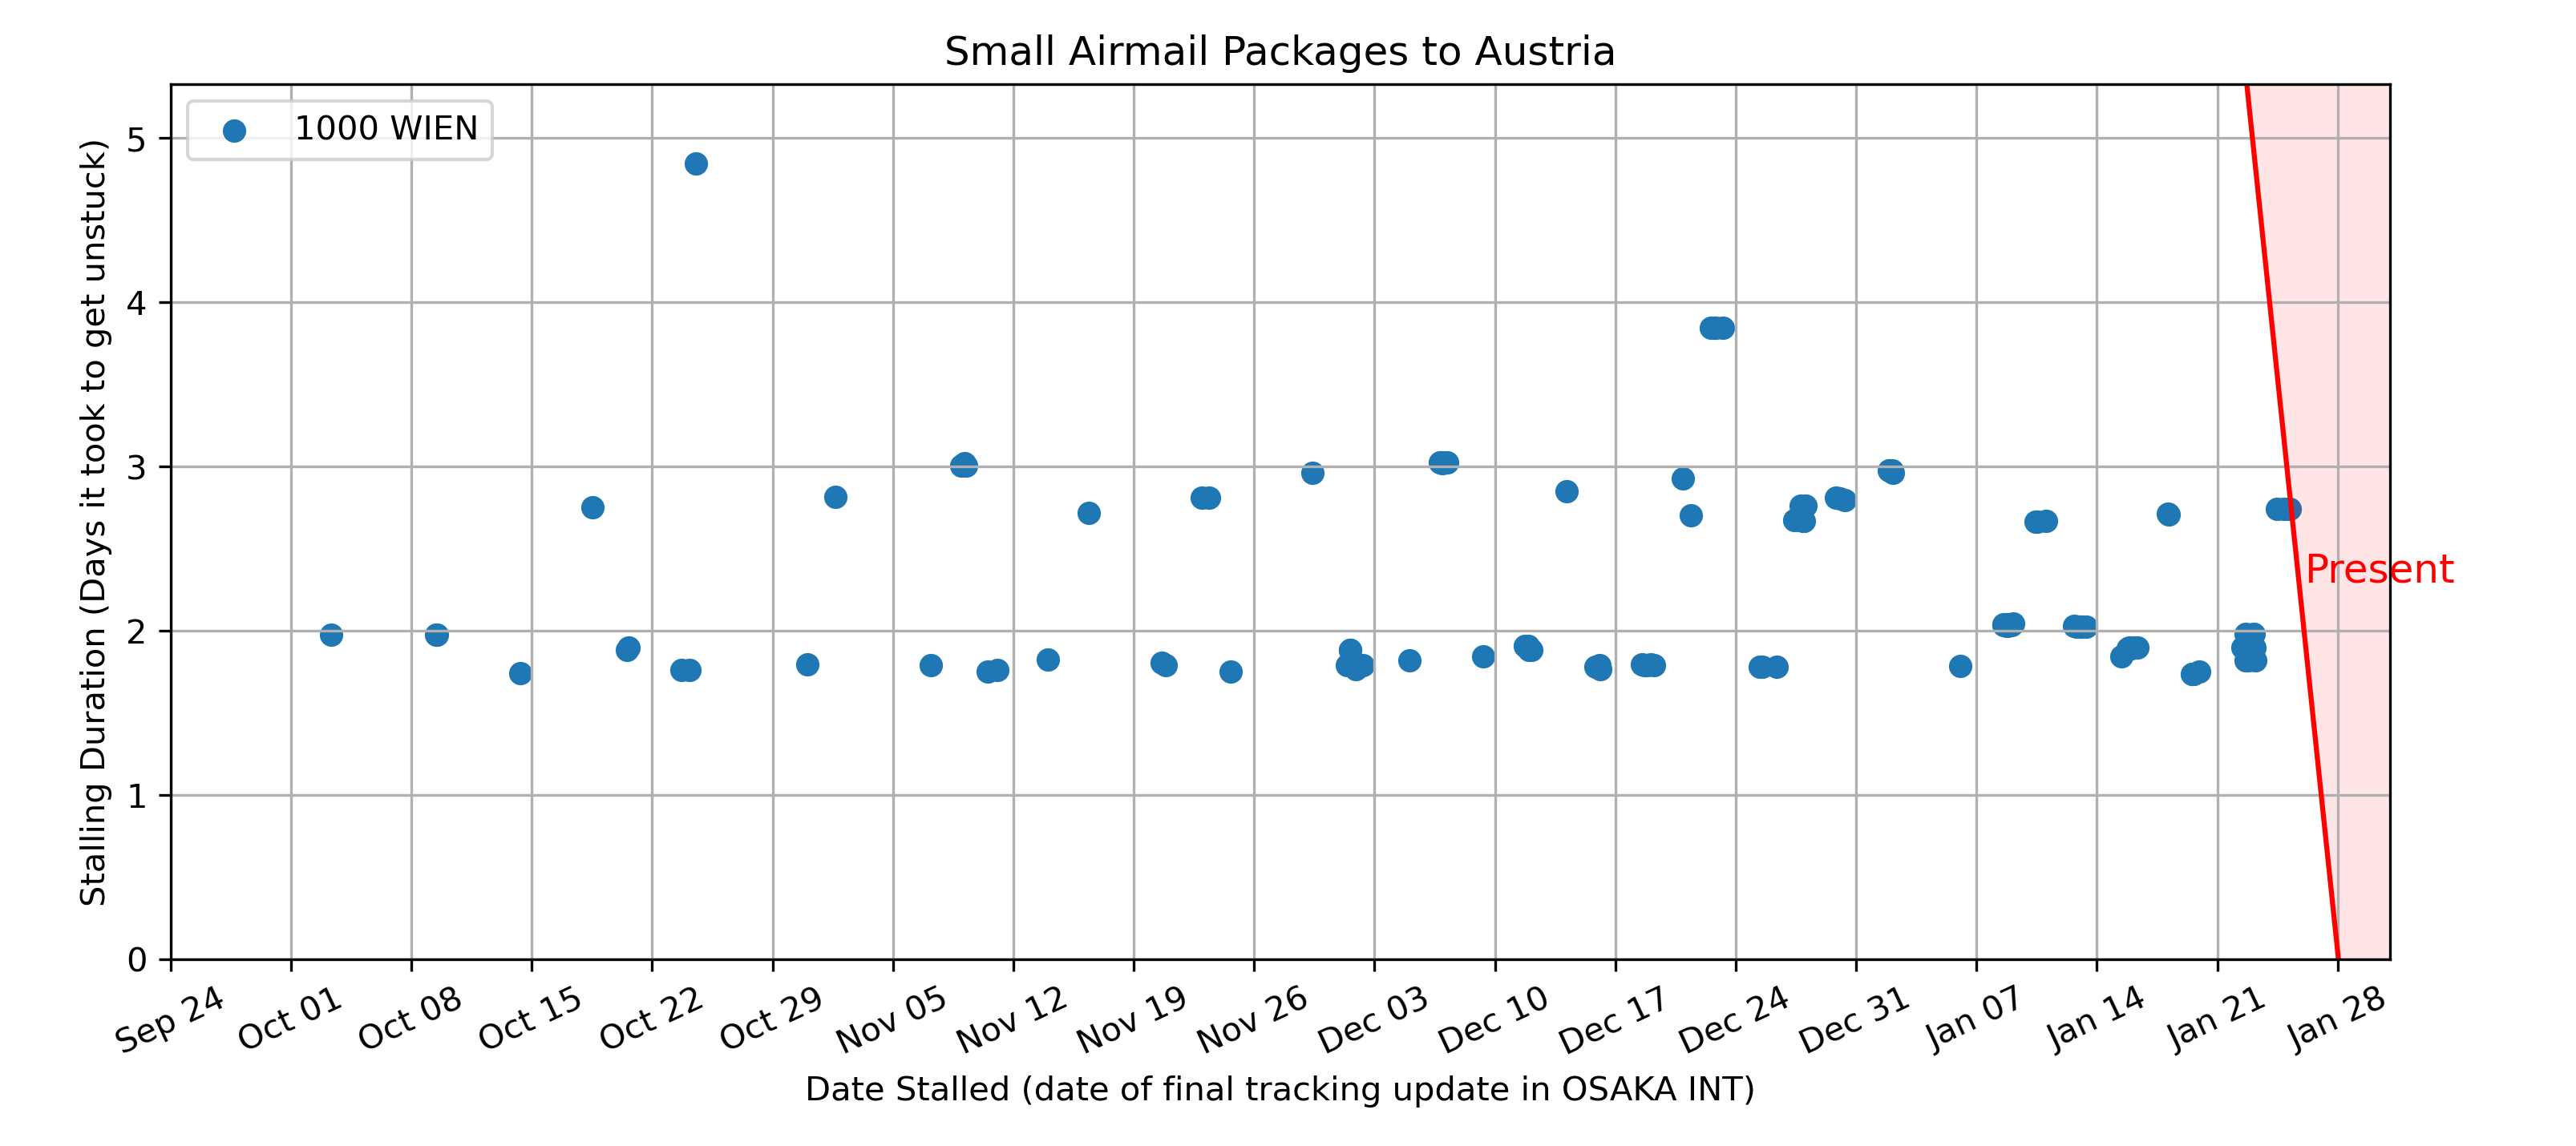 Small Airmail Packages to Austria
1000 WIEN
Stalling Duration (Days it took to get unstuck)
5
4
3
2
1
0
Present
Sep 24
Oct 01
Oct 08
Oct 15
Oct 22
Oct 29
Nov 05
Nov 12
Nov 19
Nov 26
Dec 03
Dec 10
Dec 17
Dec 24
Dec 31
Jan 07
Jan 14
Jan 21
Jan 28
Date Stalled (date of final tracking update in OSAKA INT)